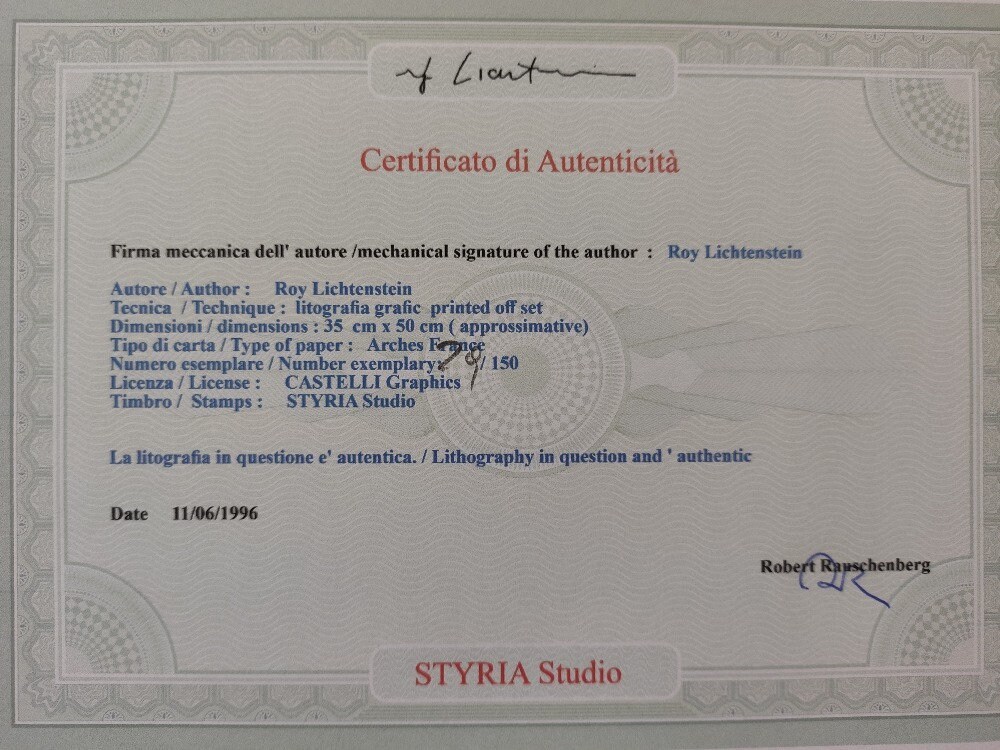 rf Lichtenstein
Certificato di Autenticità
Firma meccanica dell' autore /mechanical signature of the author : Roy Lichtenstein
Autore / Author : Roy Lichtenstein
Tecnica / Technique : litografia grafic printed off set
Dimensioni / dimensions : 35 cm x 50 cm ( approssimative)
Tipo di carta / Type of paper : Arches France
Numero esemplare / Number exemplary: 79/ 150
Licenza / License : CASTELLI Graphics
Timbro / Stamps : STYRIA Studio
La litografia in questione e' autentica. / Lithography in question and ' authentic
Date 11/06/1996
Robert Rauschenberg
STYRIA Studio